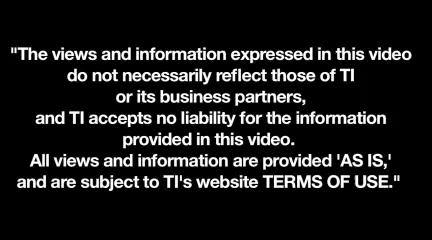 "The views and information expressed in this video
do not necessarily reflect those of TI
or its business partners,
and TI accepts no liability for the information
provided in this video.
All views and information are provided 'AS IS,'
and are subject to TI's website TERMS OF USE."